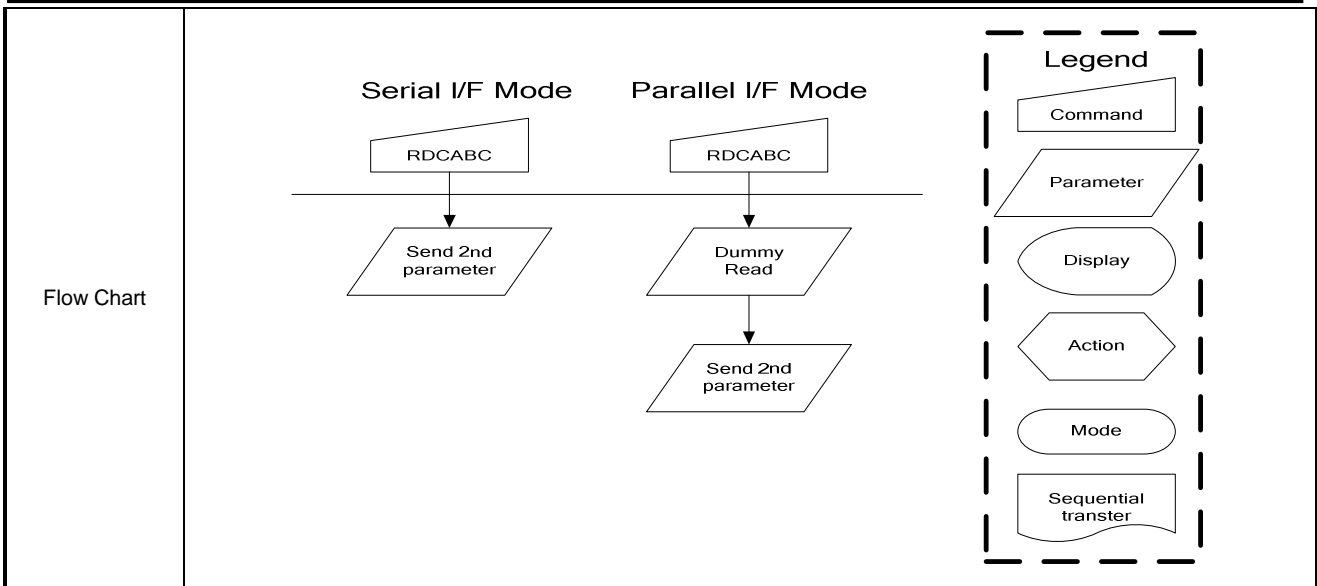 Flow Chart
Serial I/F Mode
RDCABC
Send 2nd
parameter
Parallel I/F Mode
RDCABC
Dummy
Read
Send 2nd
parameter
Legend
Command
Parameter
Display
Action
Mode
Sequential
transter